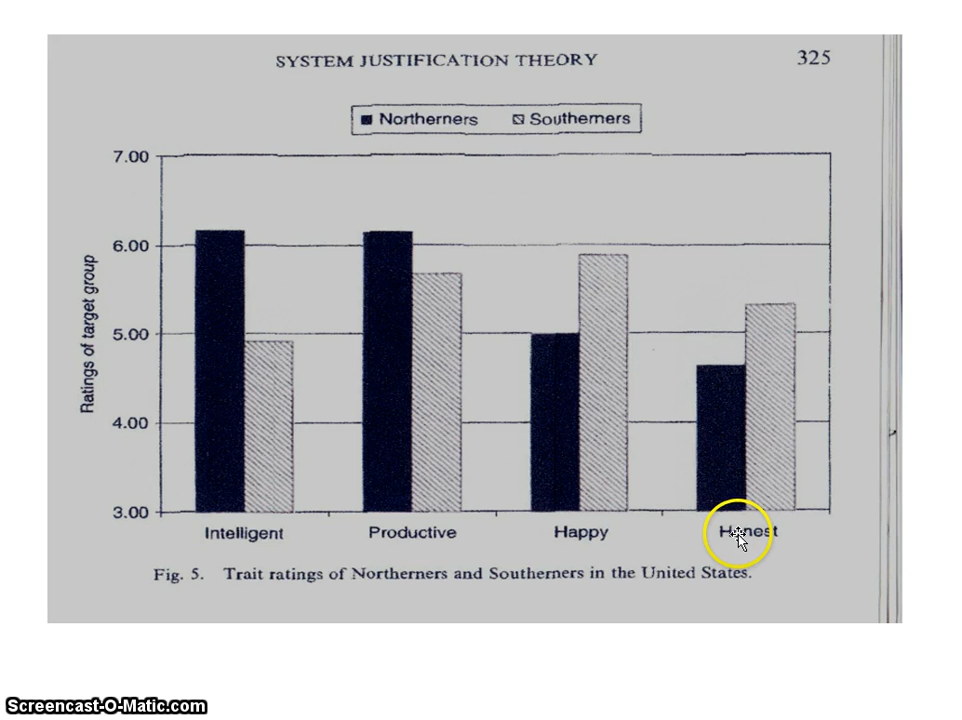 SYSTEM JUSTIFICATION THEORY 325
Northerners Southerners
7.00
6.00
5.00
4.00
3.00
Ratings of target group
Intelligent Productive Happy Honest
Fig. 5. Trait ratings of Northerners and Southerners in the United States.
Screencast-O-Matic.com